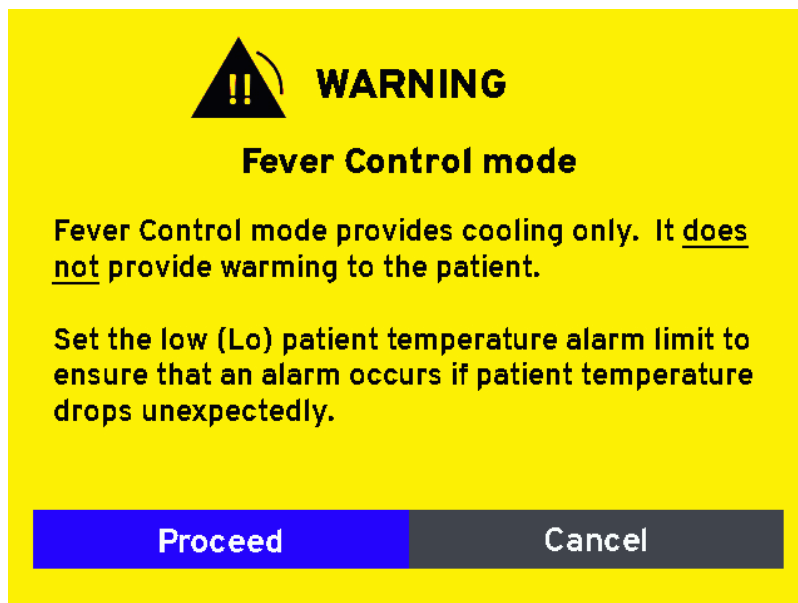 !!
WARNING
Fever Control mode
Fever Control mode provides cooling only. It does
not provide warming to the patient.
Set the low (Lo) patient temperature alarm limit to
ensure that an alarm occurs if patient temperature
drops unexpectedly.
Proceed
Cancel